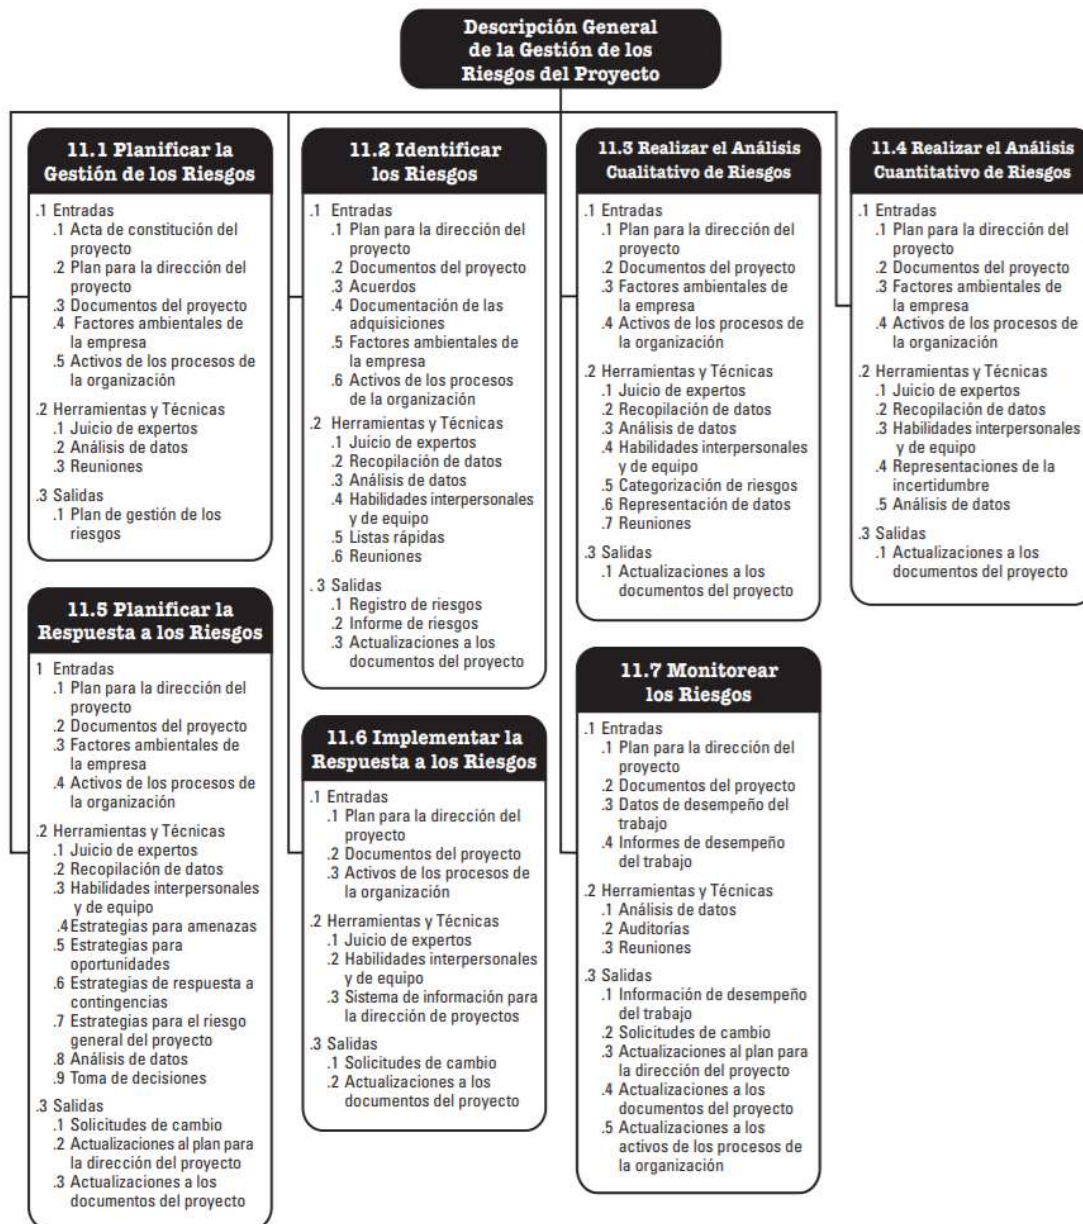 Descripción General
de la Gestión de los
Riesgos del Proyecto
11.1 Planificar la
Gestión de los Riesgos
.1 Entradas
.1 Acta de constitución del
proyecto
.2 Plan para la dirección del
proyecto
.3 Documentos del proyecto
.4 Factores ambientales de
la empresa
.5 Activos de los procesos de
la organización
.2 Herramientas y Técnicas
.1 Juicio de expertos
.2 Análisis de datos
.3 Reuniones
.3 Salidas
.1 Plan de gestión de los
riesgos
11.2 Identificar
los Riesgos
.1 Entradas
.1 Plan para la dirección del
proyecto
.2 Documentos del proyecto
.3 Acuerdos
.4 Documentación de las
adquisiciones
.5 Factores ambientales de
la empresa
.6 Activos de los procesos
de la organización
.2 Herramientas y Técnicas
.1 Juicio de expertos
.2 Recopilación de datos
.3 Análisis de datos
.4 Habilidades interpersonales
y de equipo
.5 Listas rápidas
.6 Reuniones
. 3 Salidas
.1 Registro de riesgos
.2 Informe de riesgos
.3 Actualizaciones a los
documentos del proyecto
11.3 Realizar el Análisis
Cualitativo de Riesgos
.1 Entradas
.1 Plan para la dirección del
proyecto
.2 Documentos del proyecto
.3 Factores ambientales de
la empresa
.4 Activos de los procesos de
la organización
.2 Herramientas y Técnicas
.1 Juicio de expertos
.2 Recopilación de datos
.3 Análisis de datos
.4 Habilidades interpersonales
y de equipo
.5 Categorización de riesgos
.6 Representación de datos
.7 Reuniones
.3 Salidas
.1 Actualizaciones a los
documentos del proyecto
11.4 Realizar el Análisis
Cuantitativo de Riesgos
.1 Entradas
.1 Plan para la dirección del
proyecto
.2 Documentos del proyecto
.3 Factores ambientales de
la empresa
.4 Activos de los procesos de
la organización
.2 Herramientas y Técnicas
.1 Juicio de expertos
.2 Recopilación de datos
.3 Habilidades interpersonales
y de equipo
.4 Representaciones de la
incertidumbre
.5 Análisis de datos
.3 Salidas
.1 Actualizaciones a los
documentos del proyecto
11.5 Planificar la
Respuesta a los Riesgos
1 Entradas
.1 Plan para la dirección del
proyecto
.2 Documentos del proyecto
.3 Factores ambientales de
la empresa
.4 Activos de los procesos de
la organización
.2 Herramientas y Técnicas
.1 Juicio de expertos
.2 Recopilación de datos
.3 Habilidades interpersonales
y de equipo
.4 Estrategias para amenazas
.5 Estrategias para
oportunidades
.6 Estrategias de respuesta a
contingencias
.7 Estrategias para el riesgo
general del proyecto
.8 Análisis de datos
.9 Toma de decisiones
.3 Salidas
.1 Solicitudes de cambio
.2 Actualizaciones al plan para
la dirección del proyecto
.3 Actualizaciones a los
documentos del proyecto
11.6 Implementar la
Respuesta a los Riesgos
.1 Entradas
.1 Plan para la dirección del
proyecto
.2 Documentos del proyecto
.3 Activos de los procesos de
la organización
.2 Herramientas y Técnicas
.1 Juicio de expertos
.2 Habilidades interpersonales
y de equipo
.3 Sistema de información para
la dirección de proyectos
.3 Salidas
.1 Solicitudes de cambio
.2 Actualizaciones a los
documentos del proyecto
11.7 Monitorear
los Riesgos
.1 Entradas
.1 Plan para la dirección del
proyecto
.2 Documentos del proyecto
.3 Datos de desempeño del
trabajo
.4 Informes de desempeño
del trabajo
.2 Herramientas y Técnicas
.1 Análisis de datos
.2 Auditorías
.3 Reuniones
.3 Salidas
.1 Información de desempeño
del trabajo
.2 Solicitudes de cambio
.3 Actualizaciones al plan para
la dirección del proyecto
.4 Actualizaciones a los
documentos del proyecto
.5 Actualizaciones a los
activos de los procesos de
la organización